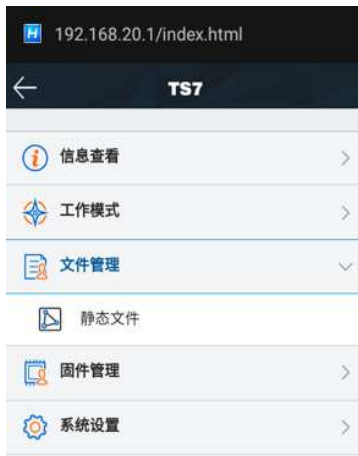 192.168.20.1/index.html
TS7
信息查看
工作模式
文件管理
静态文件
固件管理
系统设置